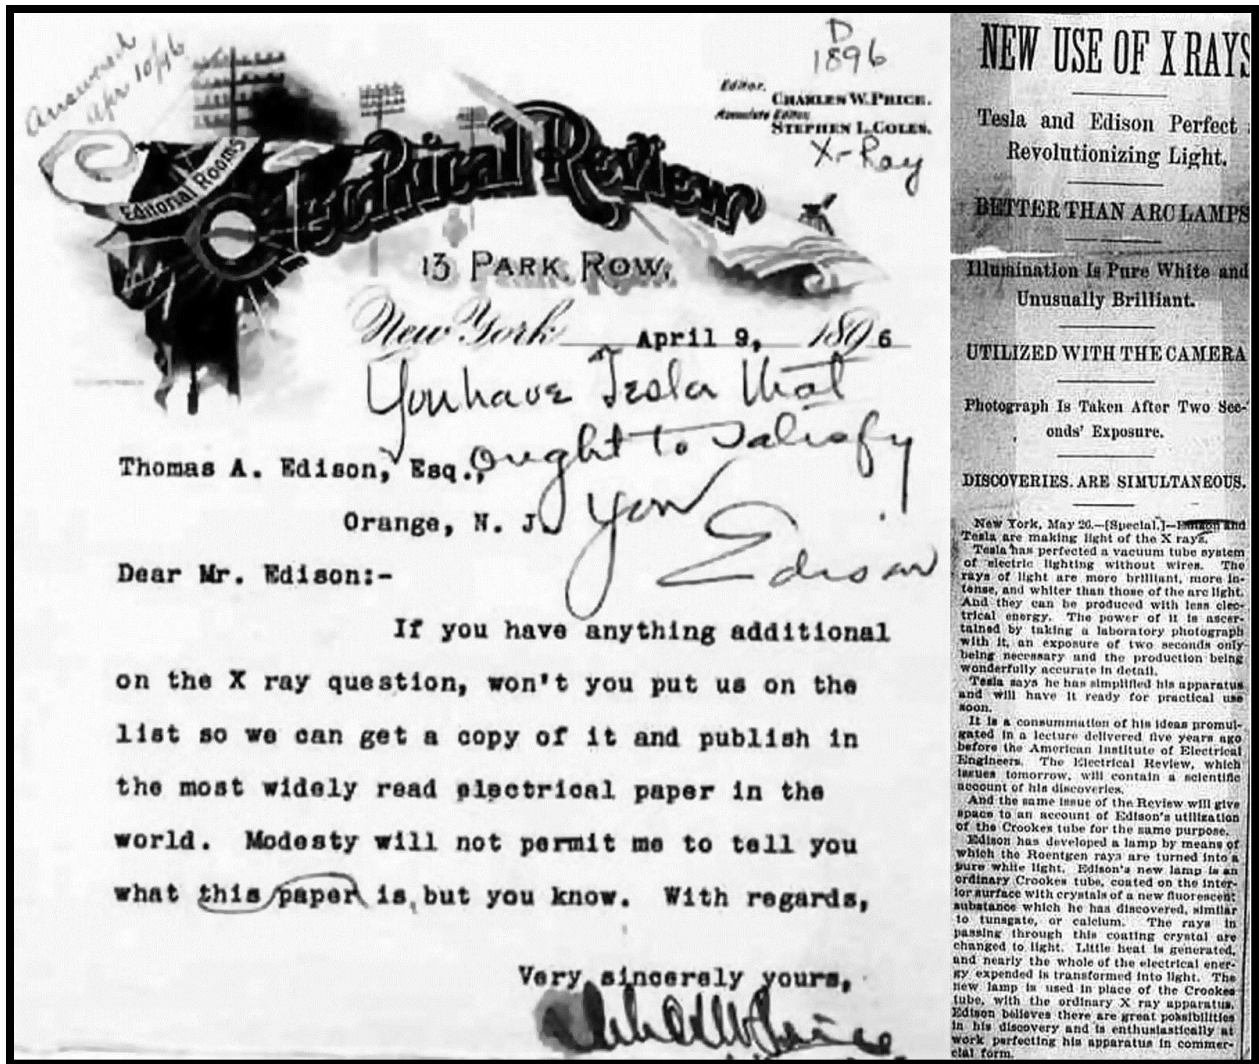 Answered
Apr 10/96
D
1896
Editor,
CHARLES W. PRICE.
Associate Editor,
STEPHEN L. COLES.
X-Ray
Editorial Rooms
Electrical Review
13 PARK ROW,
New York April 9, 1896
You have Tesla that
ought to satisfy
you
Edison
Thomas A. Edison, Esq.,
Orange, N. J.
Dear Mr. Edison:-
If you have anything additional
on the X ray question, won't you put us on the
list so we can get a copy of it and publish in
the most widely read electrical paper in the
world. Modesty will not permit me to tell you
what this paper is, but you know. With regards,
Very sincerely yours,
NEW USE OF X RAYS
Tesla and Edison Perfect
Revolutionizing Light.
BETTER THAN ARC LAMPS
Illumination Is Pure White and
Unusually Brilliant.
UTILIZED WITH THE CAMERA
Photograph Is Taken After Two Sec-
onds' Exposure.
DISCOVERIES. ARE SIMULTANEOUS.
New York, May 26.—[Special.]—Edison and
Tesla are making light of the X rays.
Tesla has perfected a vacuum tube system
of electric lighting without wires. The
rays of light are more brilliant, more in-
tense, and whiter than those of the arc light.
And they can be produced with less elec-
trical energy. The power of it is ascer-
tained by taking a laboratory photograph
with it, an exposure of two seconds only
being necessary and the production being
wonderfully accurate in detail.
Tesla says he has simplified his apparatus
and will have it ready for practical use
soon.
It is a consummation of his ideas promul-
gated in a lecture delivered five years ago
before the American Institute of Electrical
Engineers. The Electrical Review, which
issues tomorrow, will contain a scientific
account of his discoveries.
And the same issue of the Review will give
space to an account of Edison's utilization
of the Crookes tube for the same purpose.
Edison has developed a lamp by means of
which the Roentgen rays are turned into a
pure white light. Edison's new lamp is an
ordinary Crookes tube, coated on the inter-
ior surface with crystals of a new fluorescent
substance which he has discovered, similar
to tunsgate, or calcium. The rays in
passing through this coating crystal are
changed to light. Little heat is generated,
and nearly the whole of the electrical ener-
gy expended is transformed into light. The
new lamp is used in place of the Crookes
tube, with the ordinary X ray apparatus.
Edison believes there are great possibilities
in his discovery and is enthusiastically at
work perfecting his apparatus in commer-
cial form.